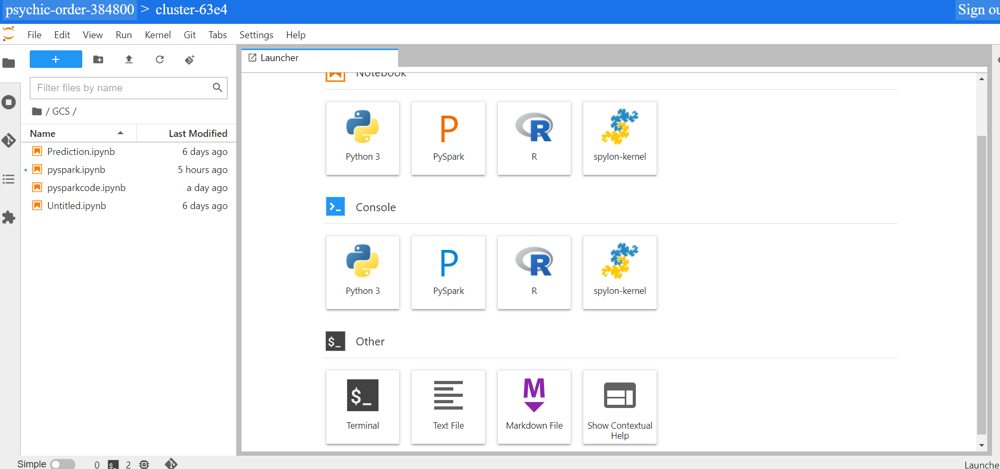 psychic-order-384800 > cluster-63e4
Sign
File Edit View Run Kernel Git Tabs Settings Help
+
Launcher
Filter files by name
Notebook
/ GCS /
Name Last Modified
Prediction.ipynb 6 days ago
pyspark.ipynb 5 hours ago
pysparkcode.ipynb a day ago
Untitled.ipynb 6 days ago
P R
Python 3 PySpark R spylon-kernel
>_ Console
P R
Python 3 PySpark R spylon-kernel
$_ Other
$_ M
Terminal Text File Markdown File Show Contextual
Help
Simple 0 $_ 2